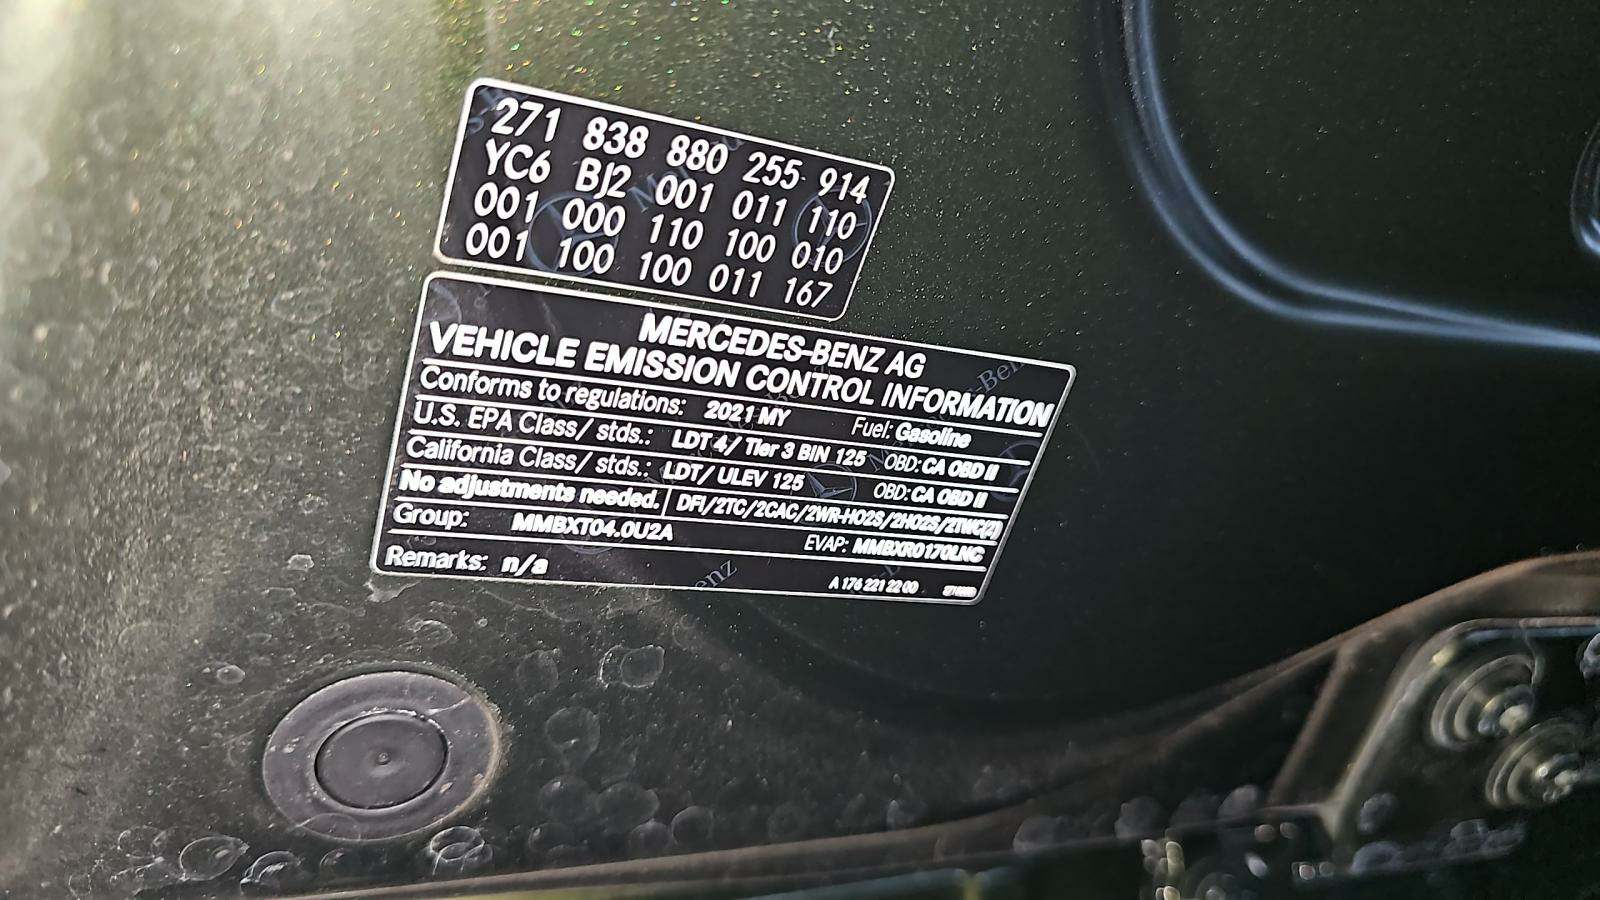 271 838 880 255 914
YC6 BJ2 001 011 110
001 000 110 100 010
001 100 100 011 167
MERCEDES-BENZ AG
VEHICLE EMISSION CONTROL INFORMATION
Conforms to regulations: 2021 MY Fuel: Gasoline
U.S. EPA Class/ stds.: LDT 4/ Tier 3 BIN 125 OBD: CA OBD II
California Class/ stds.: LDT/ ULEV 125 OBD: CA OBD II
No adjustments needed. DFI/2TC/2CAC/2WR-HO2S/2HO2S/2TWC(2)
Group: MMBXT04.0U2A EVAP: MMBXR0170LNC
Remarks: n/a A 176 221 22 00